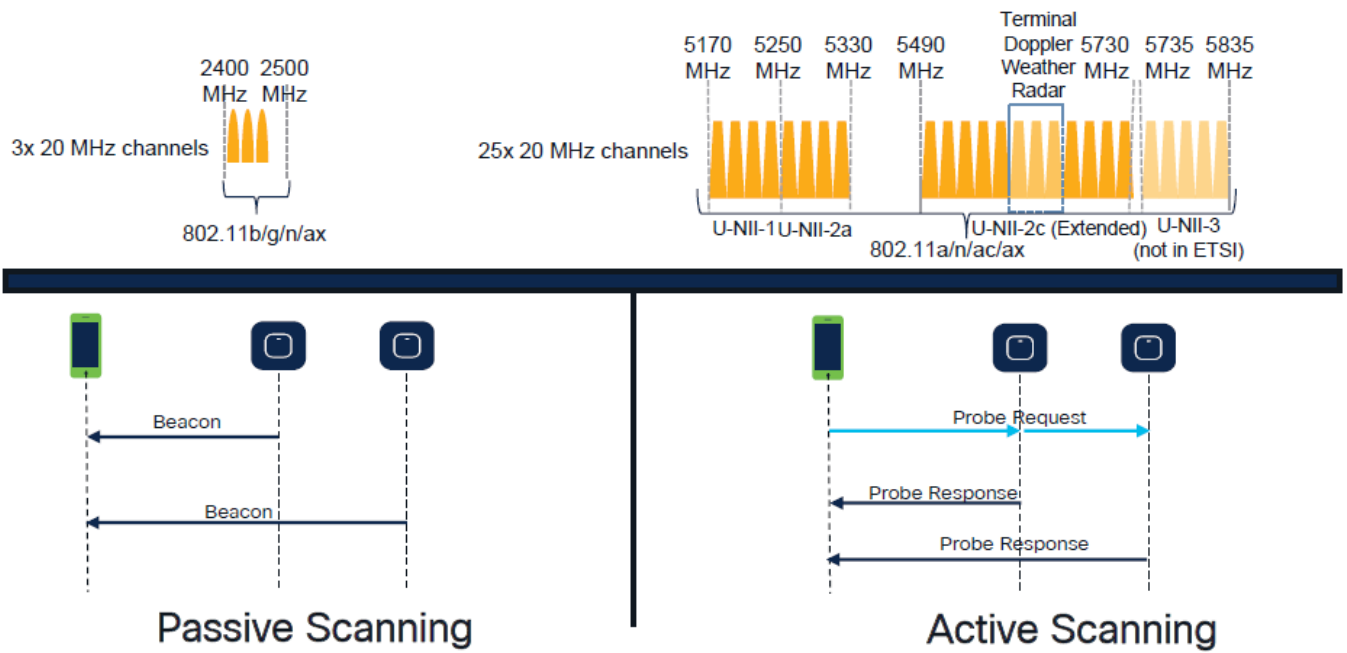 2400 2500
MHz MHz
3x 20 MHz channels
802.11b/g/n/ax
Terminal
Doppler
Weather
Radar
5170 5250 5330 5490 5730 5735 5835
MHz MHz MHz MHz MHz MHz MHz
25x 20 MHz channels
U-NII-1 U-NII-2a U-NII-2c (Extended) U-NII-3
802.11a/n/ac/ax (not in ETSI)
Beacon
Beacon
Passive Scanning
Probe Request
Probe Response
Probe Response
Active Scanning